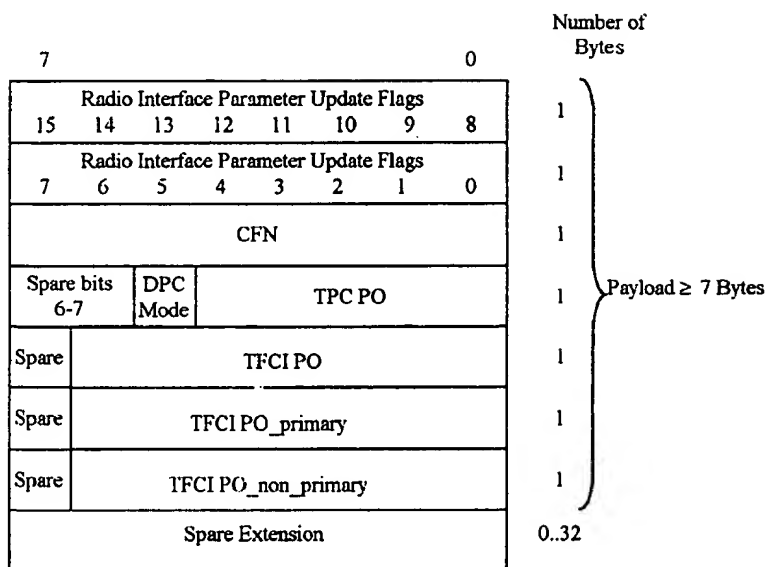 Number of
Bytes
7 0
Radio Interface Parameter Update Flags
15 14 13 12 11 10 9 8
1
Radio Interface Parameter Update Flags
7 6 5 4 3 2 1 0
1
CFN
1
Spare bits
6-7
DPC
Mode
TPC PO
1
Payload ≥ 7 Bytes
Spare
TFCI PO
1
Spare
TFCI PO_primary
1
Spare
TFCI PO_non_primary
1
Spare Extension
0..32